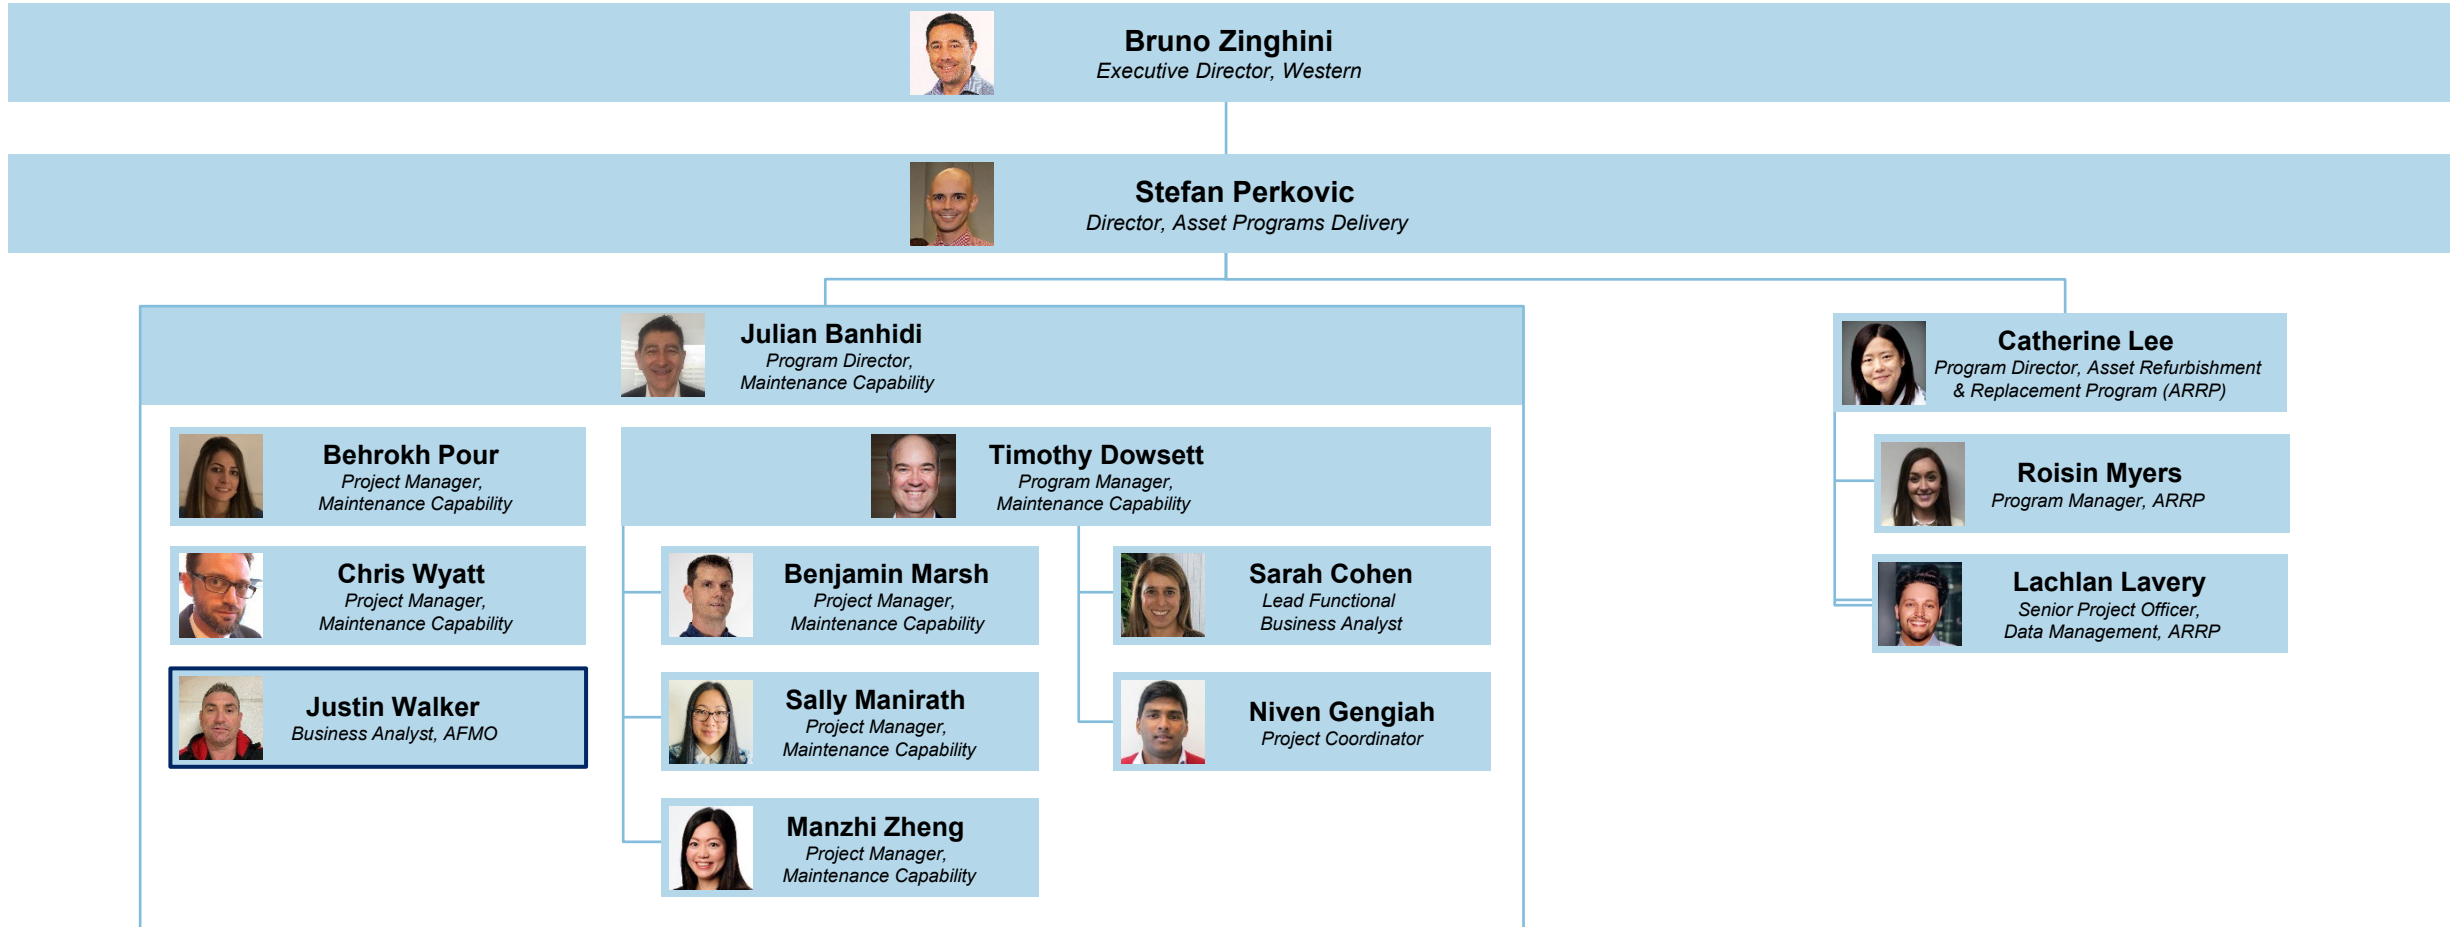 Bruno Zinghini
Executive Director, Western
Stefan Perkovic
Director, Asset Programs Delivery
Julian Banhidi
Program Director,
Maintenance Capability
Behrokh Pour
Project Manager,
Maintenance Capability
Chris Wyatt
Project Manager,
Maintenance Capability
Justin Walker
Business Analyst, AFMO
Timothy Dowsett
Program Manager,
Maintenance Capability
Benjamin Marsh
Project Manager,
Maintenance Capability
Sally Manirath
Project Manager,
Maintenance Capability
Manzhi Zheng
Project Manager,
Maintenance Capability
Sarah Cohen
Lead Functional
Business Analyst
Niven Gengiah
Project Coordinator
Catherine Lee
Program Director, Asset Refurbishment
& Replacement Program (ARRP)
Roisin Myers
Program Manager, ARRP
Lachlan Lavery
Senior Project Officer,
Data Management, ARRP